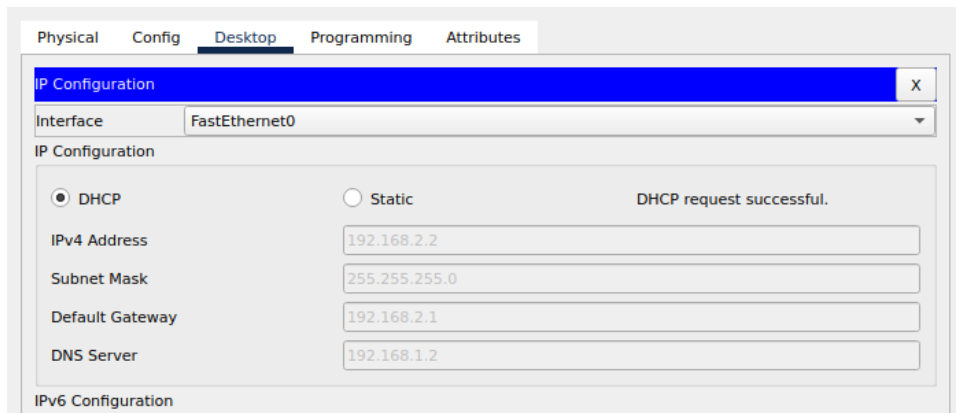 Physical Config Desktop Programming Attributes
IP Configuration X
Interface FastEthernet0
IP Configuration
DHCP Static DHCP request successful.
IPv4 Address 192.168.2.2
Subnet Mask 255.255.255.0
Default Gateway 192.168.2.1
DNS Server 192.168.1.2
IPv6 Configuration